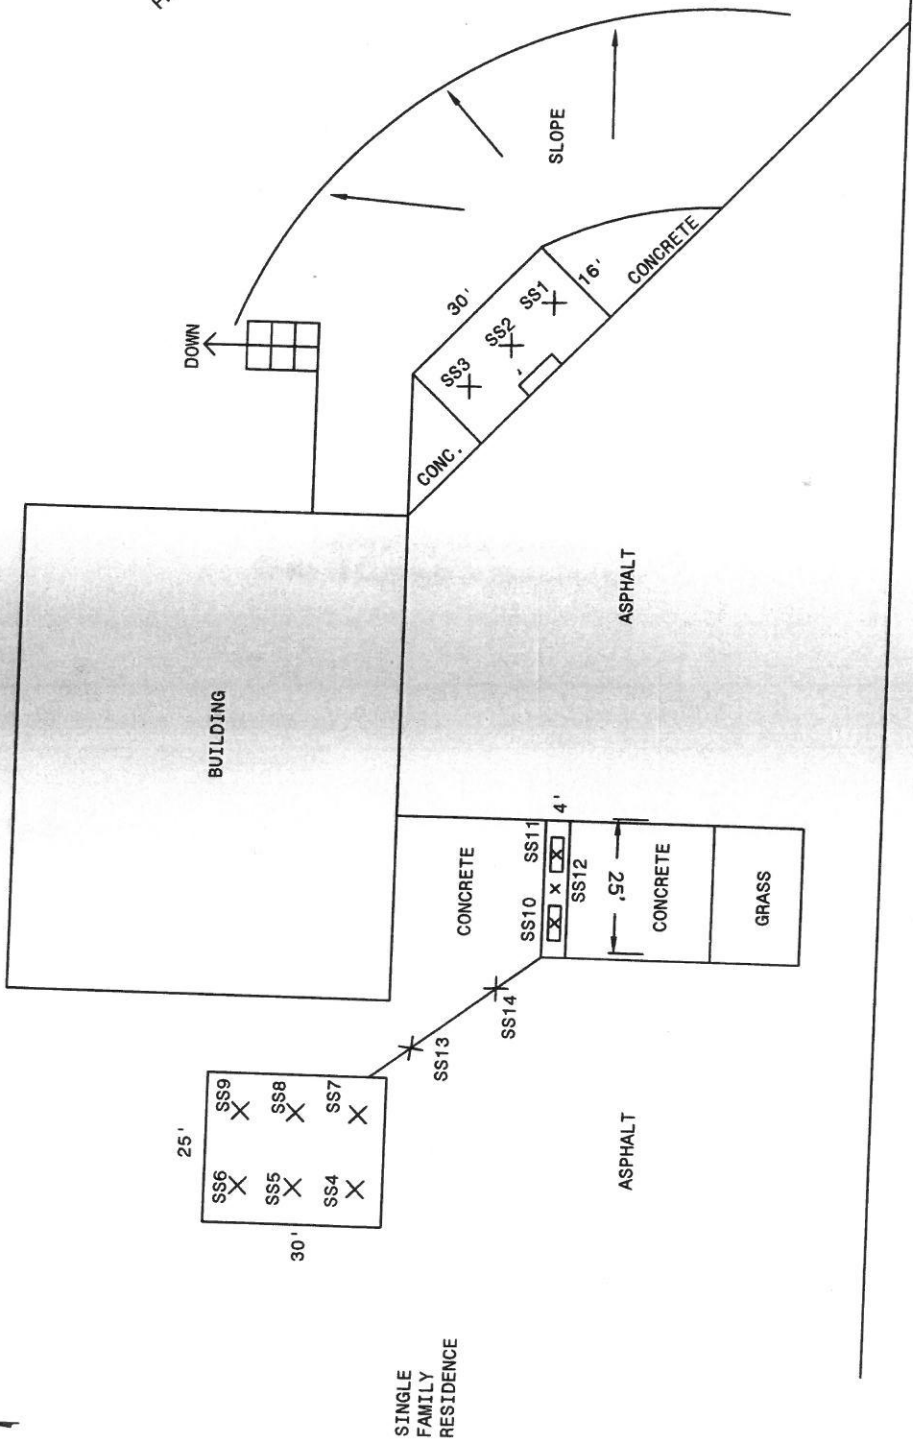 DOWN
SLOPE
30'
16'
SS1
SS2
SS3
CONCRETE
CONC.
BUILDING
ASPHALT
CONCRETE
SS10
SS11
4'
SS12
25'
CONCRETE
GRASS
SS13
SS14
25'
SS9
SS8
SS7
SS6
SS5
SS4
30'
ASPHALT
SINGLE
FAMILY
RESIDENCE